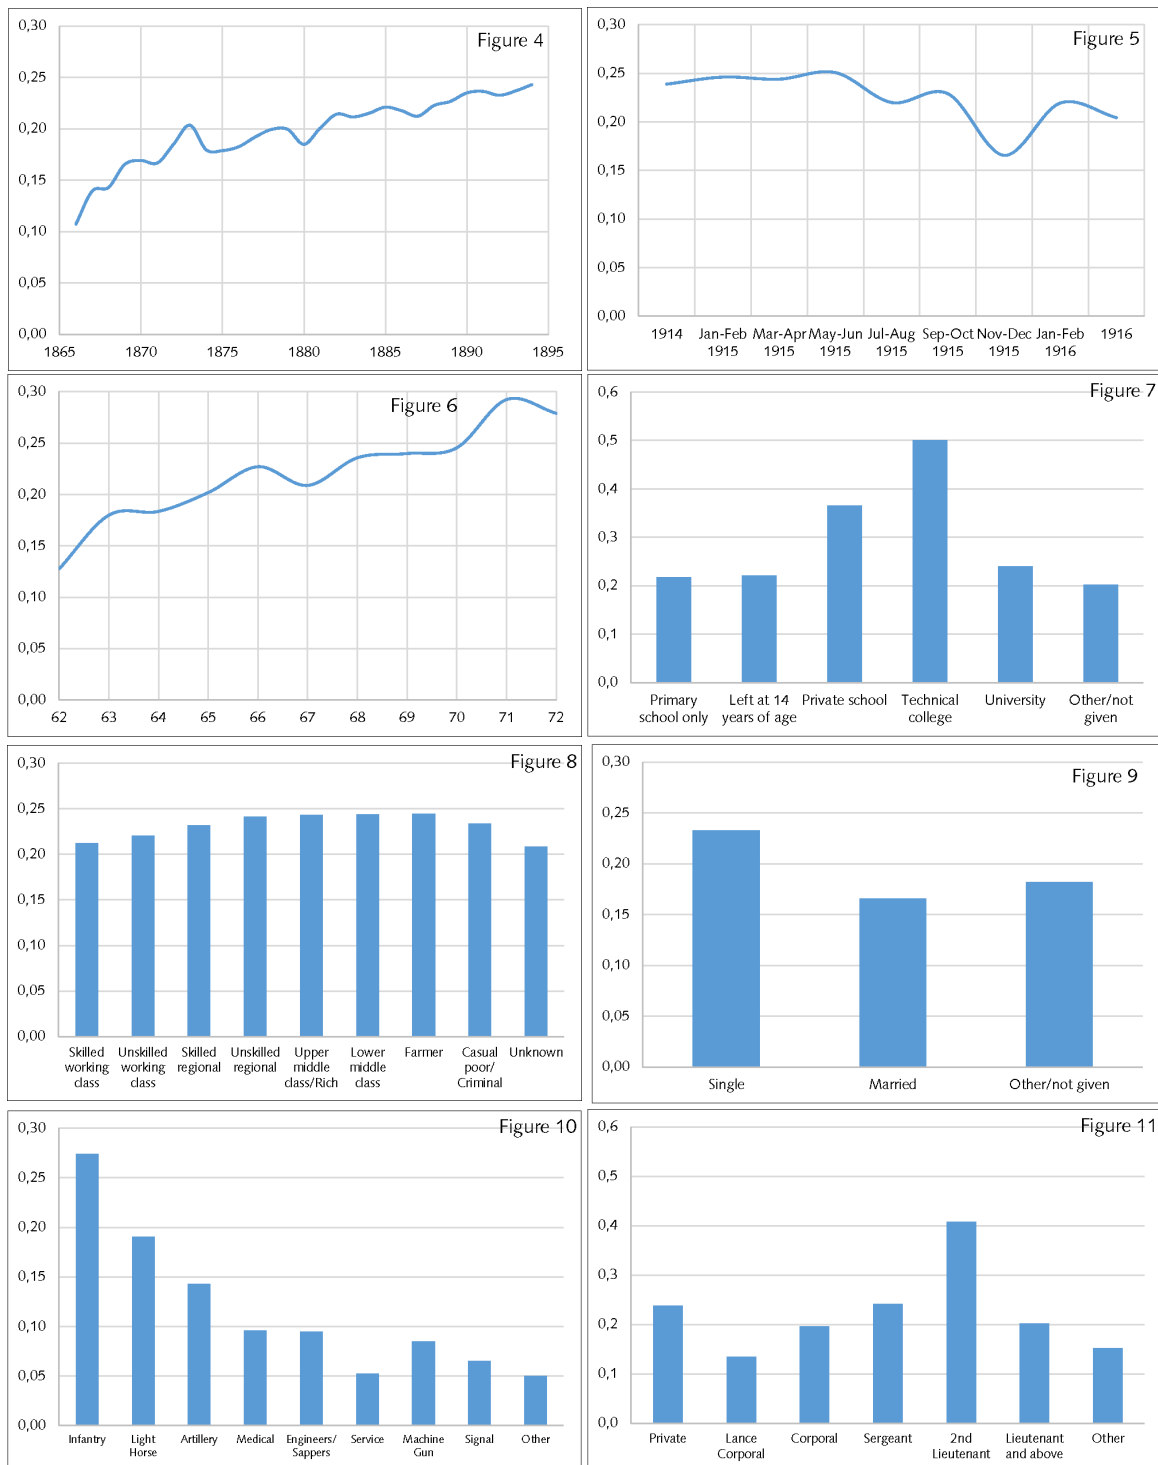 Figure 4
0,30
0,25
0,20
0,15
0,10
0,05
0,00
1865 1870 1875 1880 1885 1890 1895
Figure 5
0,30
0,25
0,20
0,15
0,10
0,05
0,00
1914 Jan-Feb Mar-Apr May-Jun Jul-Aug Sep-Oct Nov-Dec Jan-Feb 1916
1915 1915 1915 1915 1915 1915 1916
Figure 6
0,30
0,25
0,20
0,15
0,10
0,05
0,00
62 63 64 65 66 67 68 69 70 71 72
Figure 7
0,6
0,5
0,4
0,3
0,2
0,1
0,0
Primary Left at 14 Private school Technical University Other/not
school only years of age college given
Figure 8
0,30
0,25
0,20
0,15
0,10
0,05
0,00
Skilled Unskilled Skilled Unskilled Upper Lower Farmer Casual Unknown
working working regional regional middle middle poor/
class class class/Rich class Criminal
Figure 9
0,30
0,25
0,20
0,15
0,10
0,05
0,00
Single Married Other/not given
Figure 10
0,30
0,25
0,20
0,15
0,10
0,05
0,00
Infantry Light Artillery Medical Engineers/ Service Machine Signal Other
Horse Sappers Gun
Figure 11
0,6
0,5
0,4
0,3
0,2
0,1
0,0
Private Lance Corporal Sergeant 2nd Lieutenant Other
Corporal Lieutenant and above